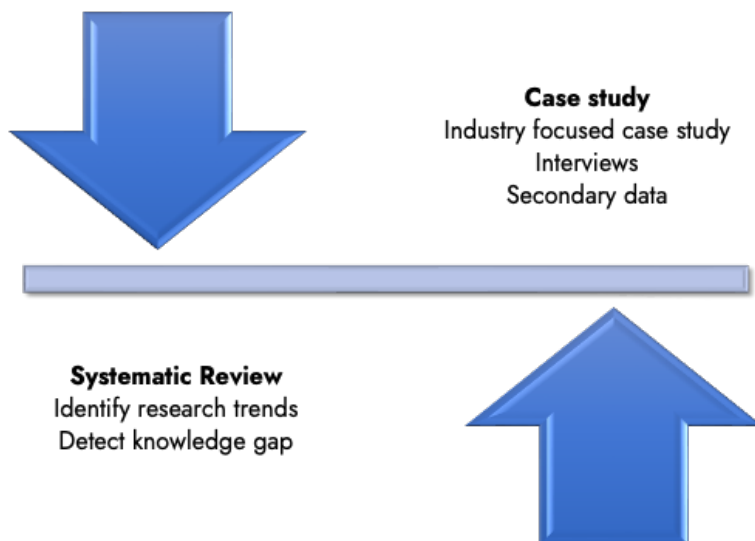 Case study
Industry focused case study
Interviews
Secondary data
Systematic Review
Identify research trends
Detect knowledge gap